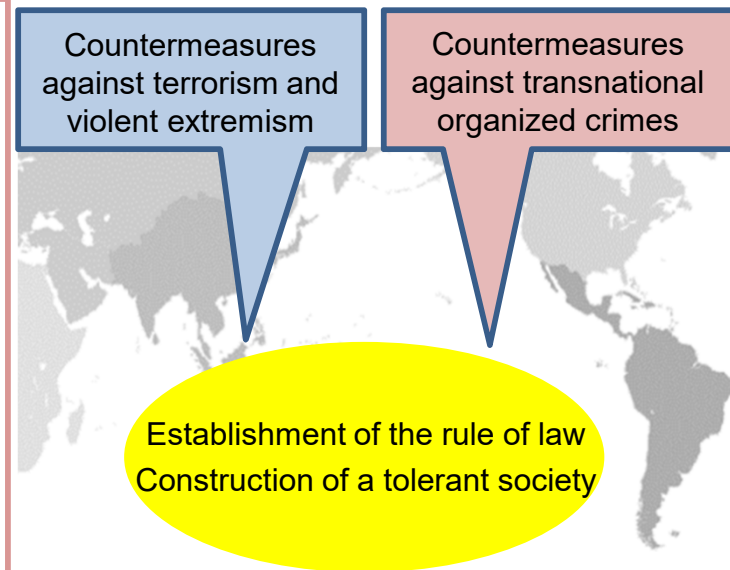 Countermeasures
against terrorism and
violent extremism
Countermeasures
against transnational
organized crimes
Establishment of the rule of law
Construction of a tolerant society